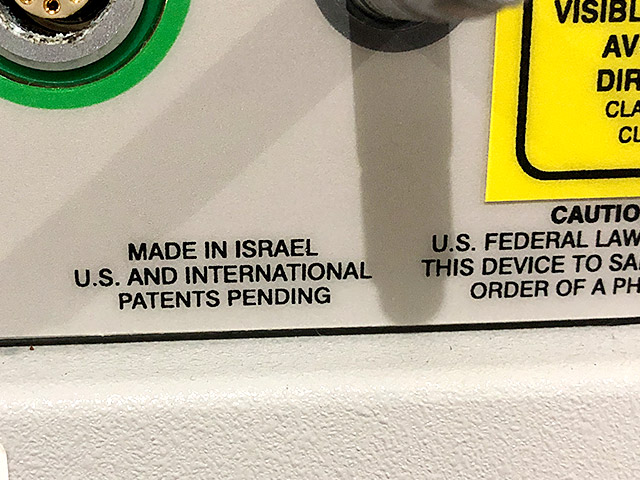 VISIBL
AV
DIR
CLA
CL
MADE IN ISRAEL
U.S. AND INTERNATIONAL
PATENTS PENDING
CAUTIO
U.S. FEDERAL LAW
THIS DEVICE TO SA
ORDER OF A PH